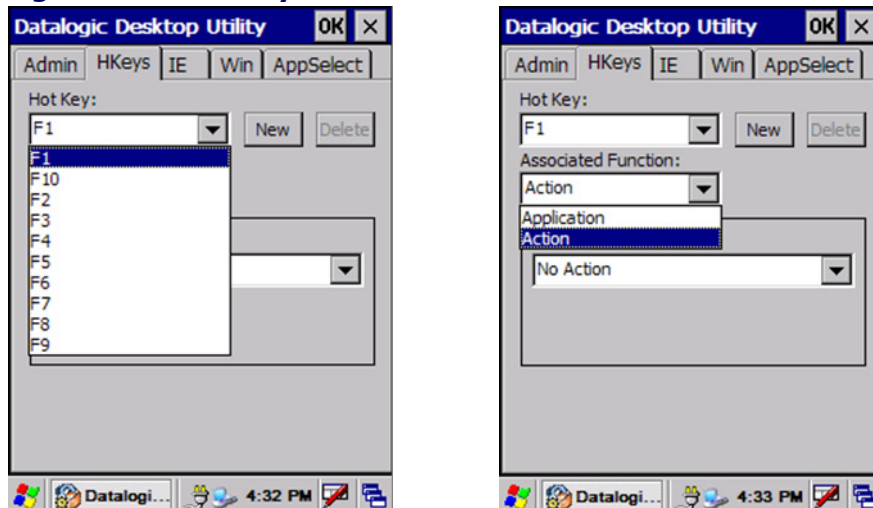 Datalogic Desktop Utility OK ×
Admin HKeys IE Win AppSelect
Hot Key:
F1 New Delete
F1
F10
F2
F3
F4
F5
F6
F7
F8
F9
Datalogi... 4:32 PM
Datalogic Desktop Utility OK ×
Admin HKeys IE Win AppSelect
Hot Key:
F1 New Delete
Associated Function:
Action
Application
Action
No Action
Datalogi... 4:33 PM